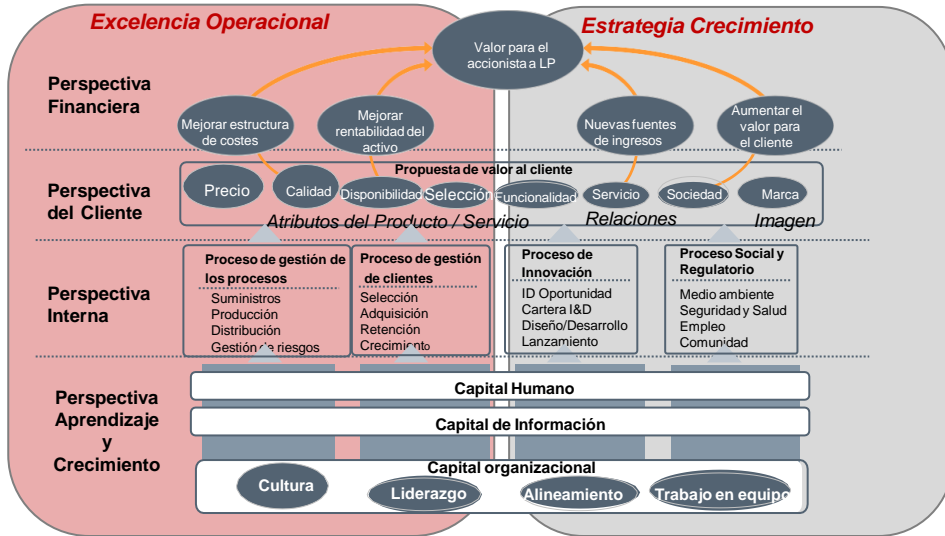 Excelencia Operacional
Estrategia Crecimiento
Valor para el
accionista a LP
Perspectiva
Financiera
Mejorar estructura
de costes
Mejorar
rentabilidad del
activo
Nuevas fuentes
de ingresos
Aumentar el
valor para
el cliente
Perspectiva
del Cliente
Propuesta de valor al cliente
Precio
Calidad
Disponibilidad
Selección
Funcionalidad
Servicio
Sociedad
Marca
Atributos del Producto / Servicio
Relaciones
Imagen
Perspectiva
Interna
Proceso de gestión de
los procesos
Suministros
Producción
Distribución
Gestión de riesgos
Proceso de gestión
de clientes
Selección
Adquisición
Retención
Crecimiento
Proceso de
Innovación
ID Oportunidad
Cartera I&D
Diseño/Desarrollo
Lanzamiento
Proceso Social y
Regulatorio
Medio ambiente
Seguridad y Salud
Empleo
Comunidad
Perspectiva
Aprendizaje
y
Crecimiento
Capital Humano
Capital de Información
Capital organizacional
Cultura
Liderazgo
Alineamiento
Trabajo en equipo